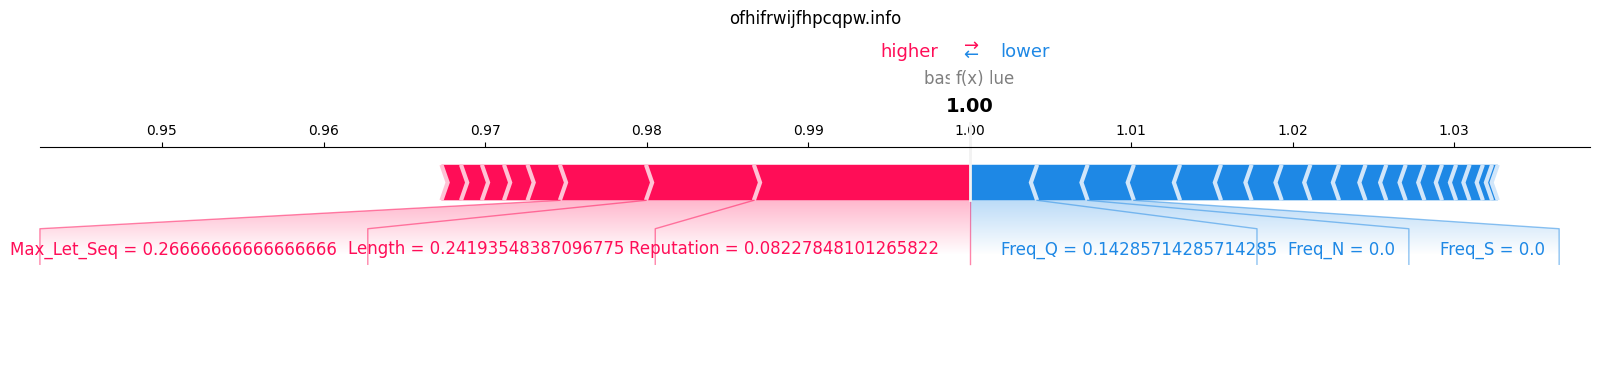 ofhifrwijfhpcqpw.info
higher → ← lower
bas f(x) lue
1.00
0.95 0.96 0.97 0.98 0.99 1.00 1.01 1.02 1.03
Max_Let_Seq = 0.26666666666666666 Length = 0.24193548387096775 Reputation = 0.08227848101265822 Freq_Q = 0.14285714285714285 Freq_N = 0.0 Freq_S = 0.0